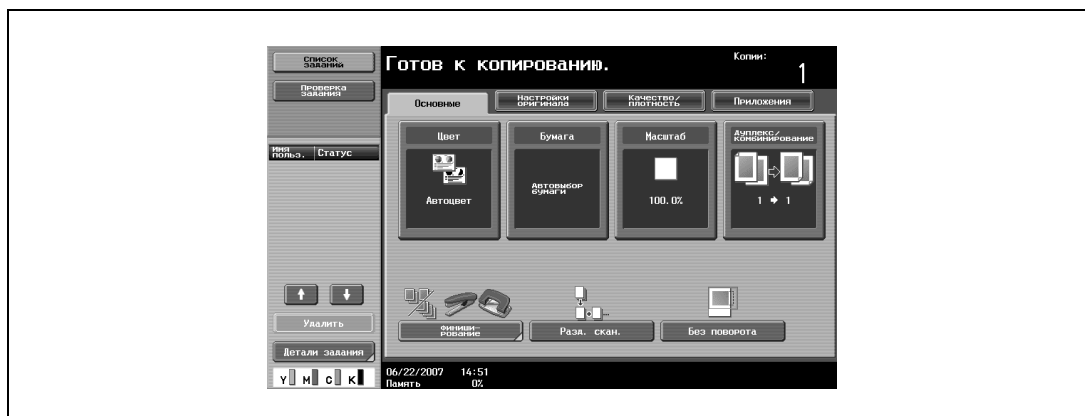 Список
заданий
Проверка
задания
Имя
польз.
Статус
Удалить
Детали задания
Y M C K
Готов к копированию.
Копии:
1
Основные
Настройки
оригинала
Качество/
плотность
Приложения
Цвет
Автоцвет
Бумага
Автовыбор
бумаги
Масштаб
100.0%
Дуплекс/
комбинирование
1 → 1
Финиши-
рование
Разд. скан.
Без поворота
06/22/2007 14:51
Память 0%